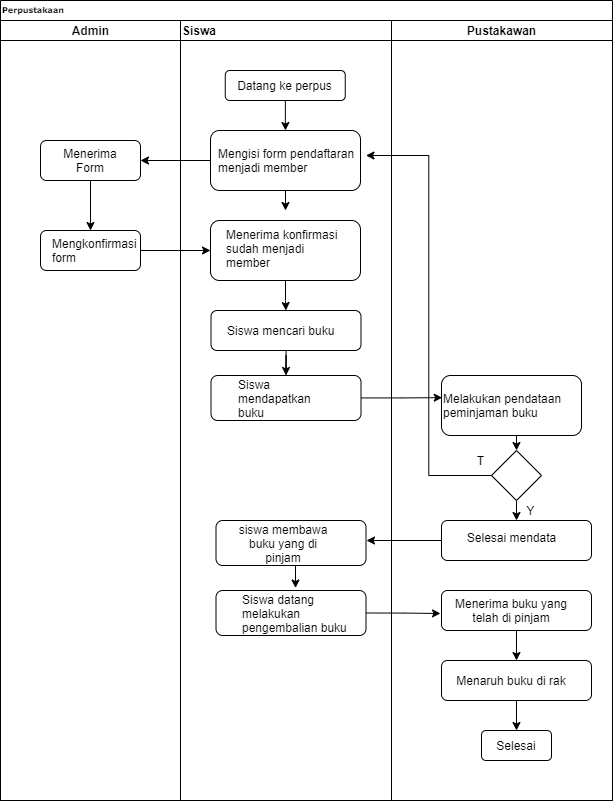 Perpustakaan
Admin
Siswa
Pustakawan
Datang ke perpus
Mengisi form pendaftaran
menjadi member
Menerima
Form
Mengkonfirmasi
form
Menerima konfirmasi
sudah menjadi
member
Siswa mencari buku
Siswa
mendapatkan
buku
Melakukan pendataan
peminjaman buku
T
Y
Selesai mendata
siswa membawa
buku yang di
pinjam
Siswa datang
melakukan
pengembalian buku
Menerima buku yang
telah di pinjam
Menaruh buku di rak
Selesai